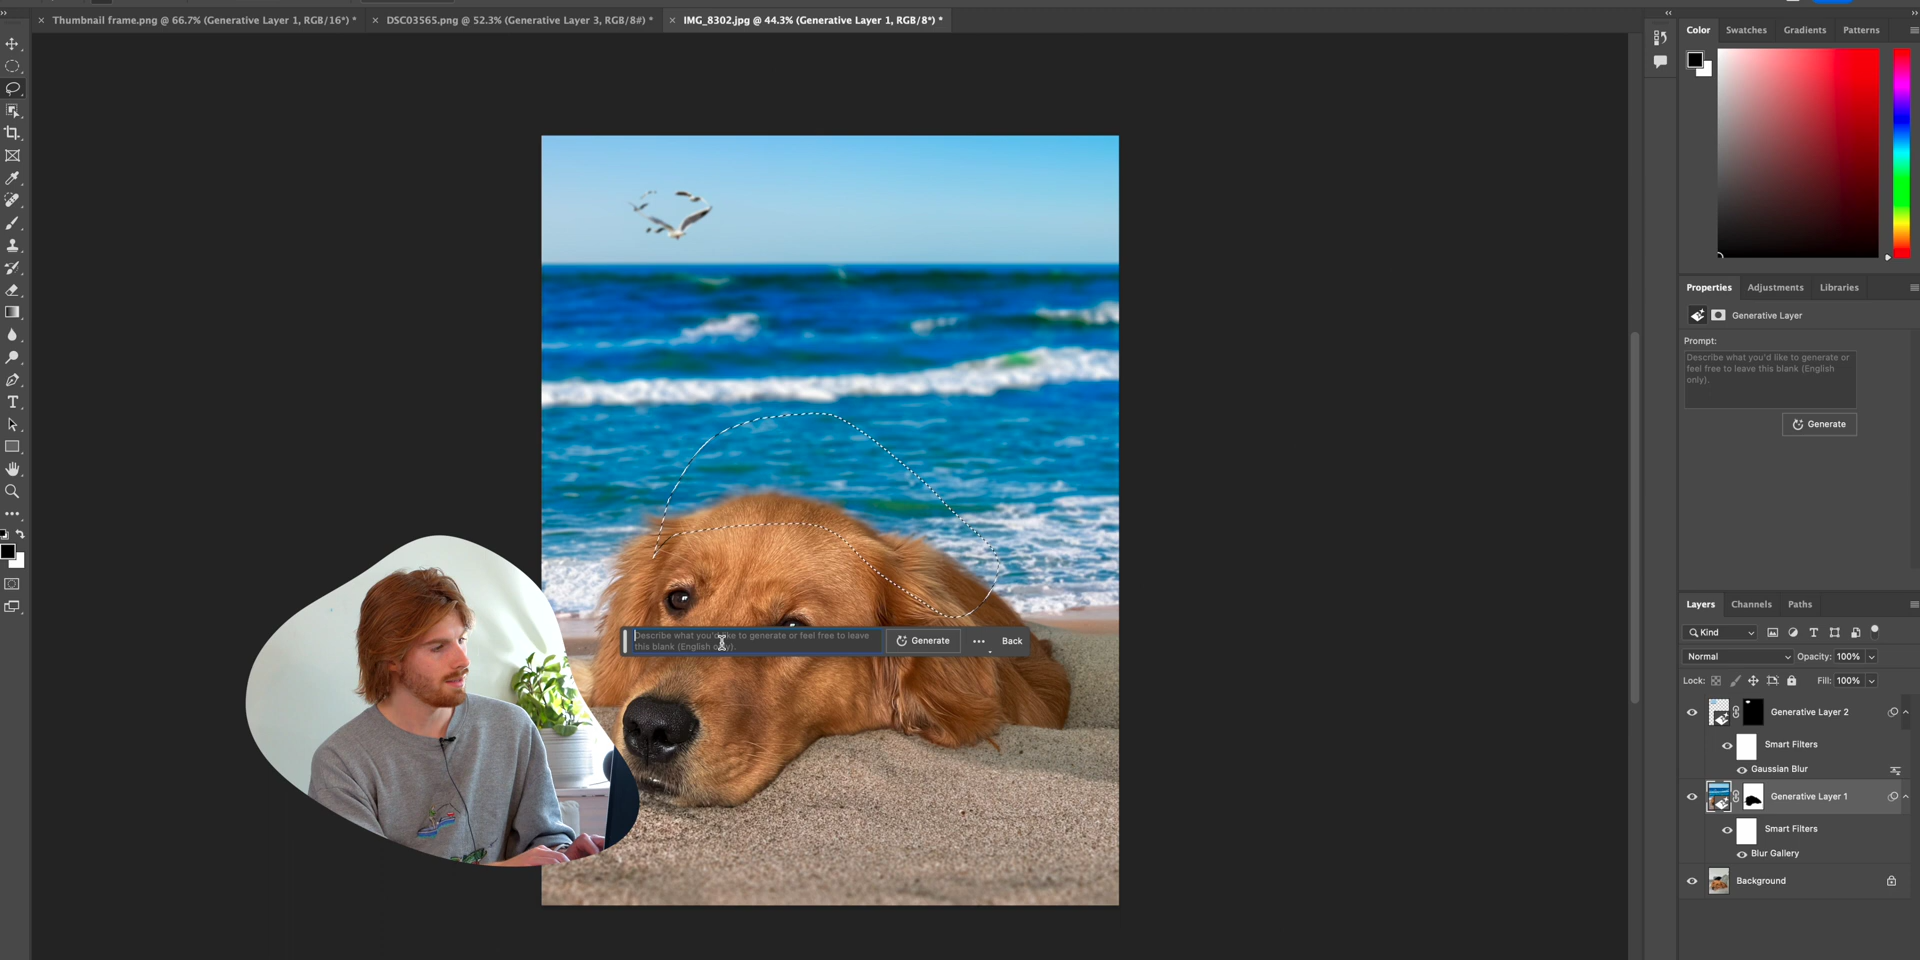 Thumbnail frame.png @ 66.7% (Generative Layer 1, RGB/16*) *
DSC03565.png @ 52.3% (Generative Layer 3, RGB/8#) *
IMG_8302.jpg @ 44.3% (Generative Layer 1, RGB/8*) *
Color
Swatches
Gradients
Patterns
Properties
Adjustments
Libraries
Generative Layer
Prompt:
Describe what you'd like to generate or
feel free to leave this blank (English
only).
Generate
Describe what you'd like to generate or feel free to leave
this blank (English only).
Generate
Back
Layers
Channels
Paths
Kind
Normal
Opacity: 100%
Lock:
Fill: 100%
Generative Layer 2
Smart Filters
Gaussian Blur
Generative Layer 1
Smart Filters
Blur Gallery
Background